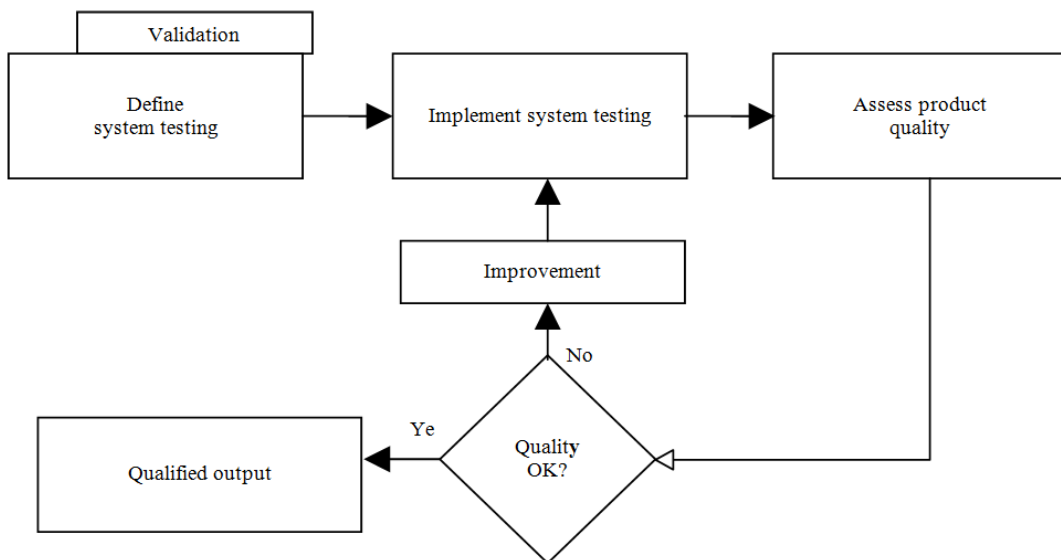 Validation
Define
system testing
Implement system testing
Assess product
quality
Improvement
No
Ye
Quality
OK?
Qualified output